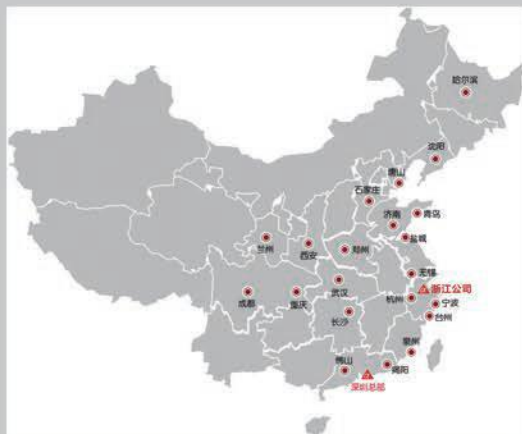 哈尔滨
沈阳
唐山
石家庄
济南
青岛
盐城
兰州
西安
郑州
无锡
浙江公司
成都
重庆
武汉
杭州
宁波
长沙
台州
泉州
佛山
揭阳
深圳总部